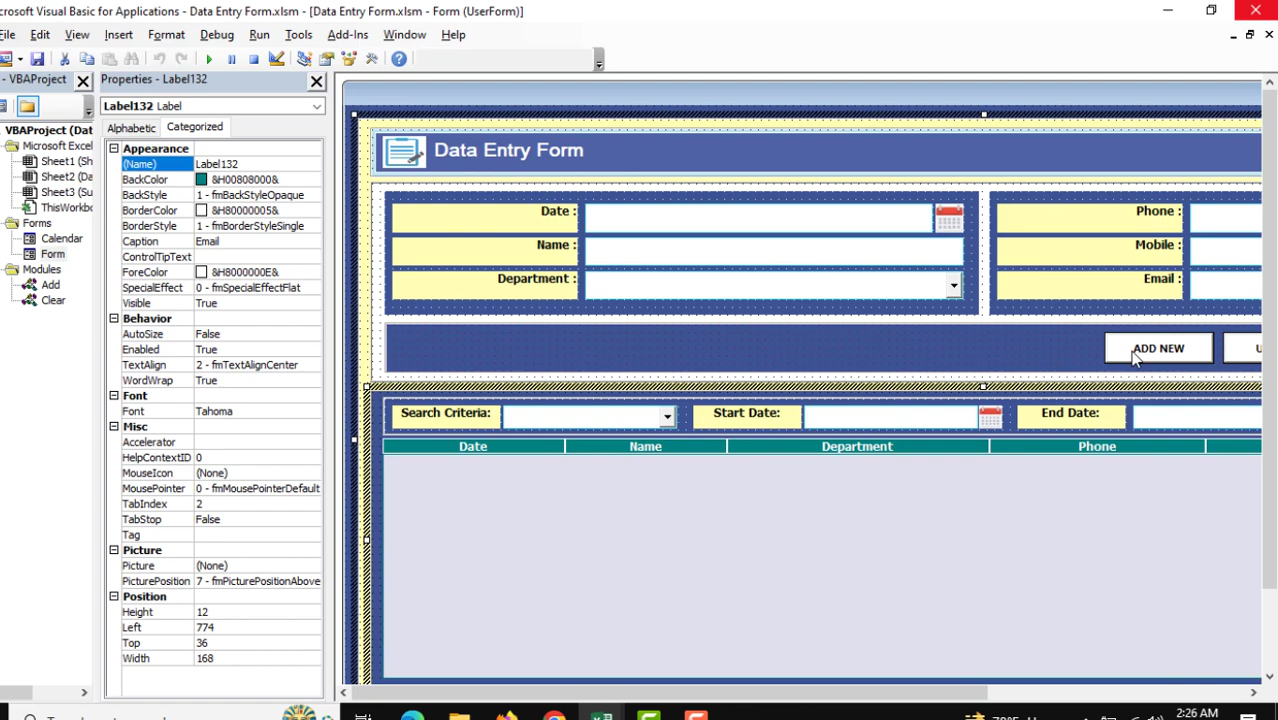 icrosoft Visual Basic for Applications - Data Entry Form.xlsm - [Data Entry Form.xlsm - Form (UserForm)]
File Edit View Insert Format Debug Run Tools Add-Ins Window Help
- VBAProject
Properties - Label132
Label132 Label
Alphabetic Categorized
VBAProject (Dat
Microsoft Excel
Sheet1 (Sh
Sheet2 (Da
Sheet3 (Su
ThisWorkbo
Forms
Calendar
Form
Modules
Add
Clear
Appearance
(Name) Label132
BackColor &H00808000&
BackStyle 1 - fmBackStyleOpaque
BorderColor &H80000005&
BorderStyle 1 - fmBorderStyleSingle
Caption Email
ControlTipText
ForeColor &H8000000E&
SpecialEffect 0 - fmSpecialEffectFlat
Visible True
Behavior
AutoSize False
Enabled True
TextAlign 2 - fmTextAlignCenter
WordWrap True
Font
Font Tahoma
Misc
Accelerator
HelpContextID 0
MouseIcon (None)
MousePointer 0 - fmMousePointerDefault
TabIndex 2
TabStop False
Tag
Picture
Picture (None)
PicturePosition 7 - fmPicturePositionAbove
Position
Height 12
Left 774
Top 36
Width 168
Data Entry Form
Date : Phone :
Name : Mobile :
Department : Email :
ADD NEW U
Search Criteria: Start Date: End Date:
Date Name Department Phone
2:26 AM